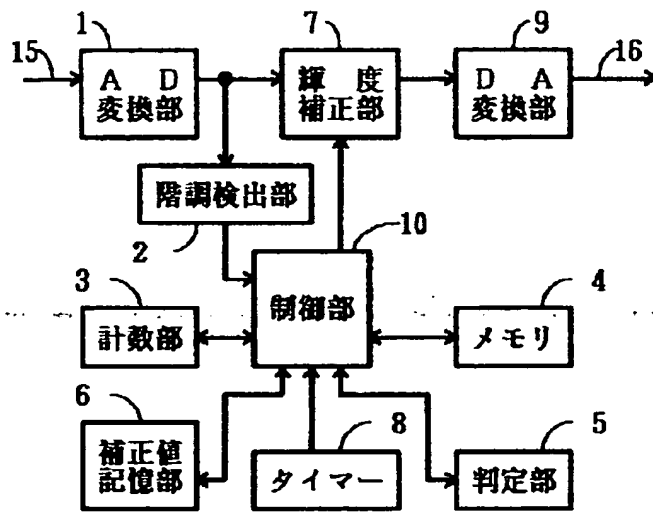 1
7
9
15
16
A D
変換部
輝 度
補正部
D A
変換部
階調検出部
2
10
3
4
計数部
制御部
メモリ
6
8
5
補正値
記憶部
タイマー
判定部